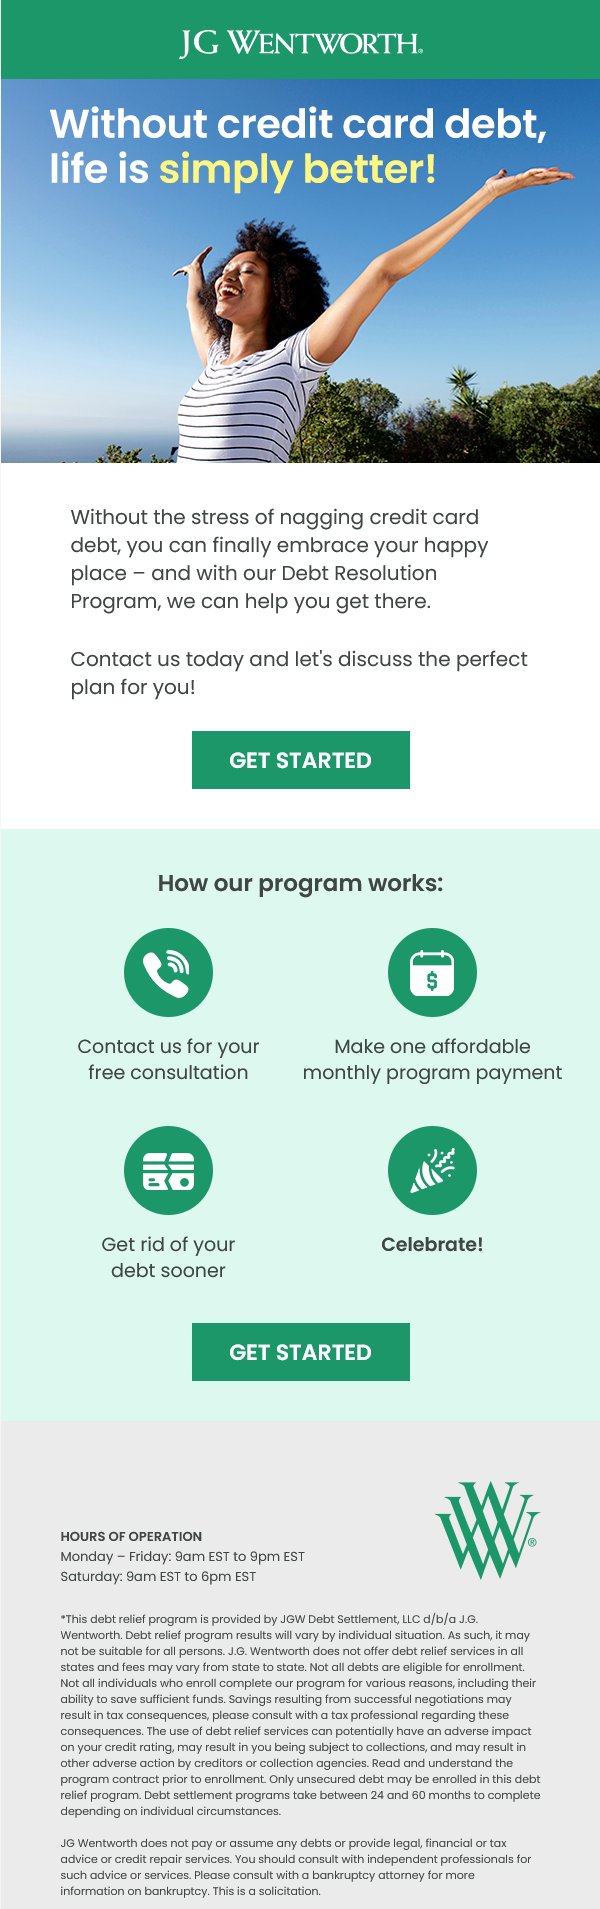 JG WENTWORTH®
Without credit card debt,
life is simply better!
Without the stress of nagging credit card
debt, you can finally embrace your happy
place – and with our Debt Resolution
Program, we can help you get there.
Contact us today and let's discuss the perfect
plan for you!
GET STARTED
How our program works:
Contact us for your
free consultation
$
Make one affordable
monthly program payment
Get rid of your
debt sooner
Celebrate!
GET STARTED
W®
HOURS OF OPERATION
Monday – Friday: 9am EST to 9pm EST
Saturday: 9am EST to 6pm EST
*This debt relief program is provided by JGW Debt Settlement, LLC d/b/a J.G.
Wentworth. Debt relief program results will vary by individual situation. As such, it may
not be suitable for all persons. J.G. Wentworth does not offer debt relief services in all
states and fees may vary from state to state. Not all debts are eligible for enrollment.
Not all individuals who enroll complete our program for various reasons, including their
ability to save sufficient funds. Savings resulting from successful negotiations may
result in tax consequences, please consult with a tax professional regarding these
consequences. The use of debt relief services can potentially have an adverse impact
on your credit rating, may result in you being subject to collections, and may result in
other adverse action by creditors or collection agencies. Read and understand the
program contract prior to enrollment. Only unsecured debt may be enrolled in this debt
relief program. Debt settlement programs take between 24 and 60 months to complete
depending on individual circumstances.
JG Wentworth does not pay or assume any debts or provide legal, financial or tax
advice or credit repair services. You should consult with independent professionals for
such advice or services. Please consult with a bankruptcy attorney for more
information on bankruptcy. This is a solicitation.